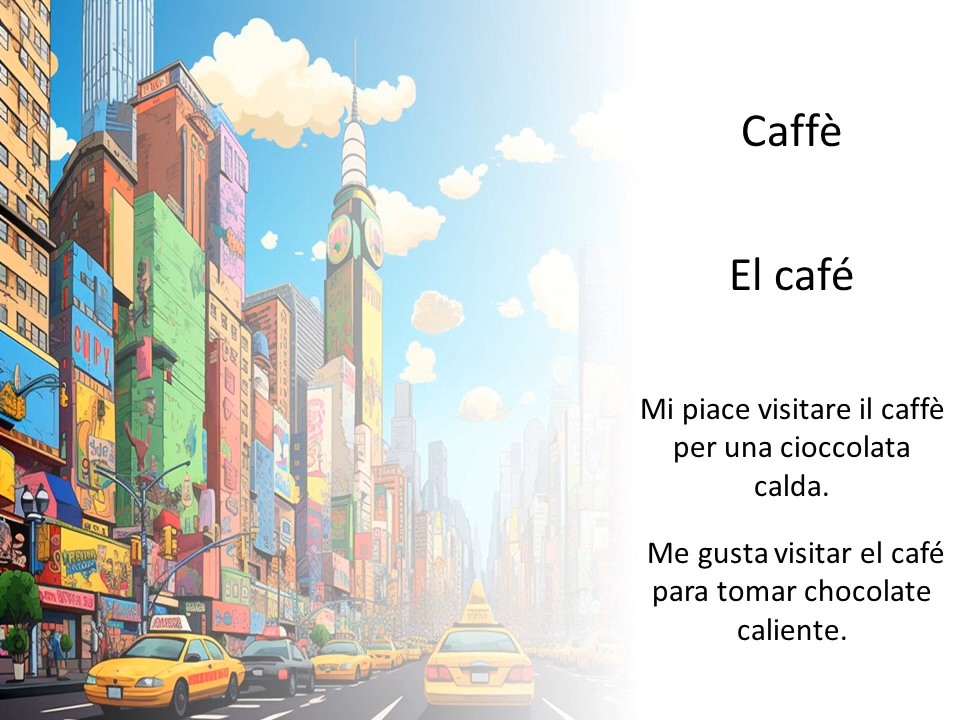 Caffè
El café
Mi piace visitare il caffè
per una cioccolata
calda.
Me gusta visitar el café
para tomar chocolate
caliente.